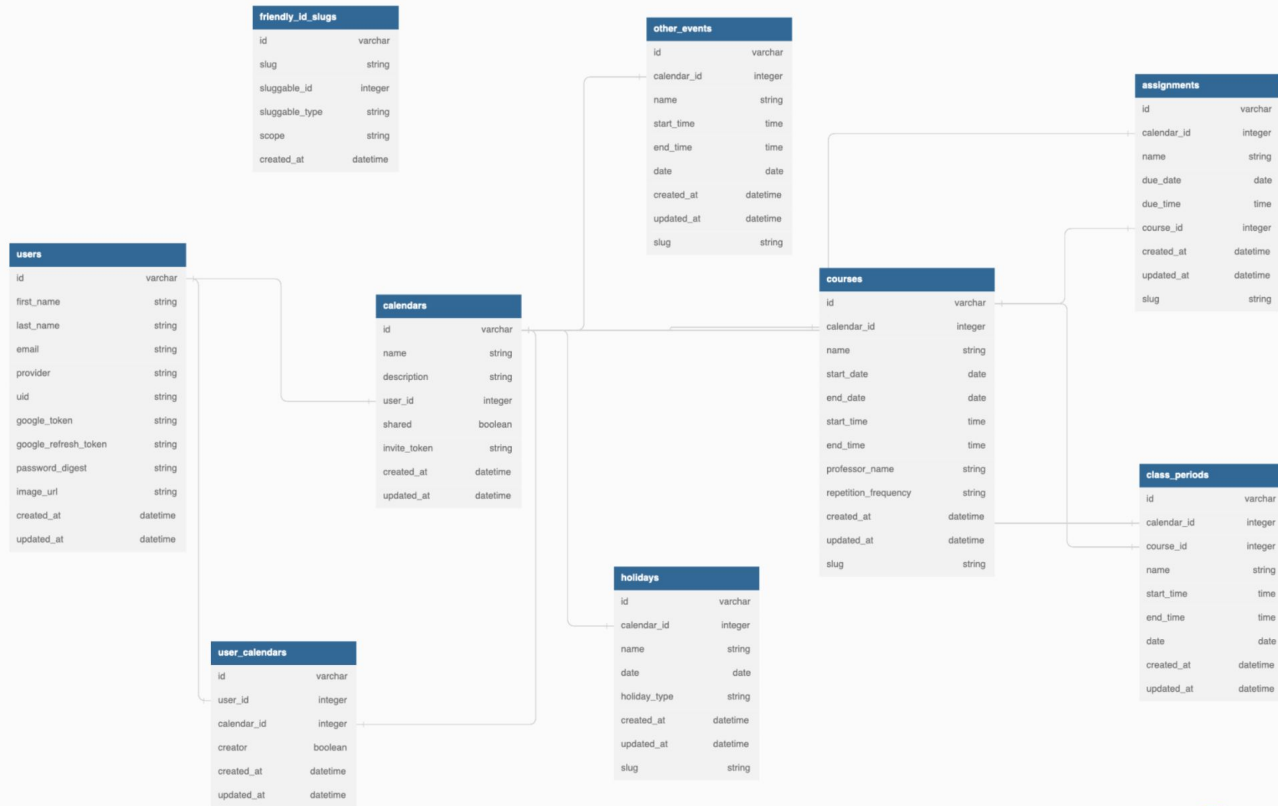 friendly_id_slugs
id varchar
slug string
sluggable_id integer
sluggable_type string
scope string
created_at datetime
other_events
id varchar
calendar_id integer
name string
start_time time
end_time time
date date
created_at datetime
updated_at datetime
slug string
assignments
id varchar
calendar_id integer
name string
due_date date
due_time time
course_id integer
created_at datetime
updated_at datetime
slug string
users
id varchar
first_name string
last_name string
email string
provider string
uid string
google_token string
google_refresh_token string
password_digest string
image_url string
created_at datetime
updated_at datetime
calendars
id varchar
name string
description string
user_id integer
shared boolean
invite_token string
created_at datetime
updated_at datetime
courses
id varchar
calendar_id integer
name string
start_date date
end_date date
start_time time
end_time time
professor_name string
repetition_frequency string
created_at datetime
updated_at datetime
slug string
class_periods
id varchar
calendar_id integer
course_id integer
name string
start_time time
end_time time
date date
created_at datetime
updated_at datetime
holidays
id varchar
calendar_id integer
name string
date date
holiday_type string
created_at datetime
updated_at datetime
slug string
user_calendars
id varchar
user_id integer
calendar_id integer
creator boolean
created_at datetime
updated_at datetime